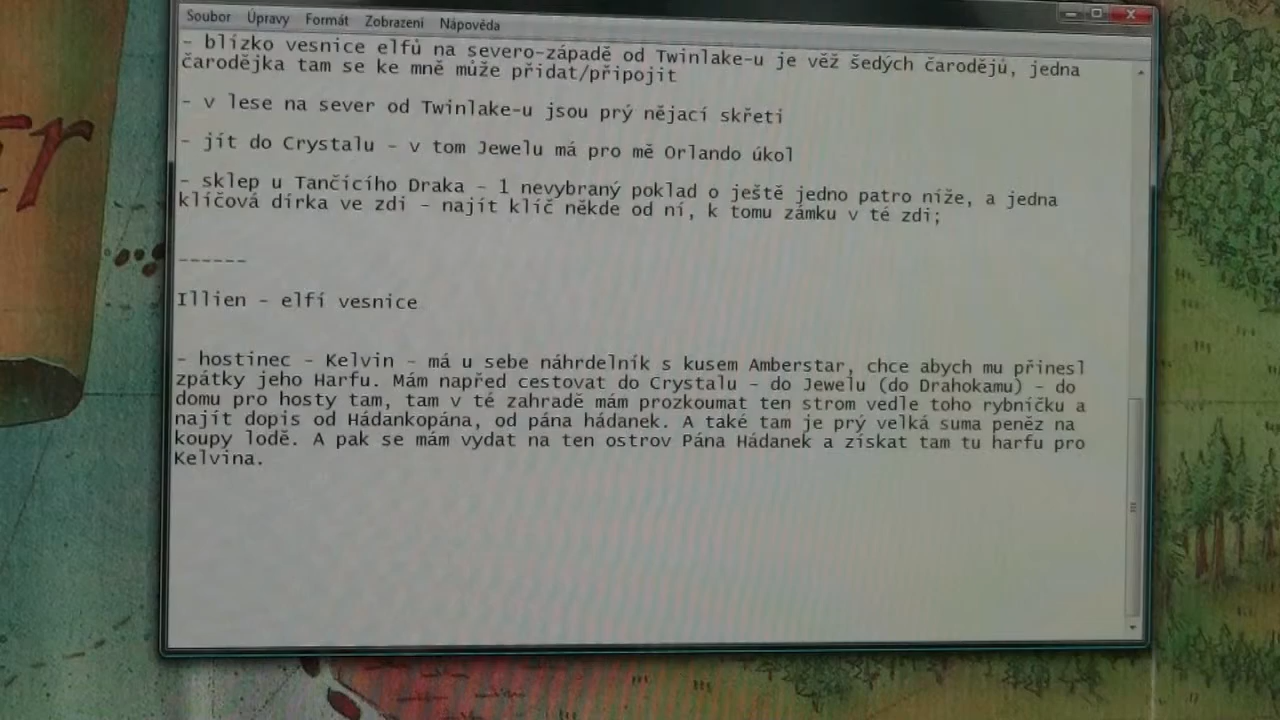 Soubor Úpravy Formát Zobrazení Nápověda
- blízko vesnice elfů na severo-západě od Twinlake-u je věž šedých čarodějů, jedna
čarodějka tam se ke mně může přidat/připojit
- v lese na sever od Twinlake-u jsou prý nějací skřeti
- jít do Crystalu - v tom Jewelu má pro mě Orlando úkol
- sklep u Tančícího Draka - 1 nevybraný poklad o ještě jedno patro níže, a jedna
klíčová dírka ve zdi - najít klíč někde od ní, k tomu zámku v té zdi;
------
Illien - elfí vesnice
- hostinec - Kelvin - má u sebe náhrdelník s kusem Amberstar, chce abych mu přinesl
zpátky jeho Harfu. Mám napřed cestovat do Crystalu - do Jewelu (do Drahokamu) - do
domu pro hosty tam, tam v té zahradě mám prozkoumat ten strom vedle toho rybníčku a
najít dopis od Hádankopána, od pána hádanek. A také tam je prý velká suma peněz na
koupy lodě. A pak se mám vydat na ten ostrov Pána Hádanek a získat tam tu harfu pro
Kelvina.